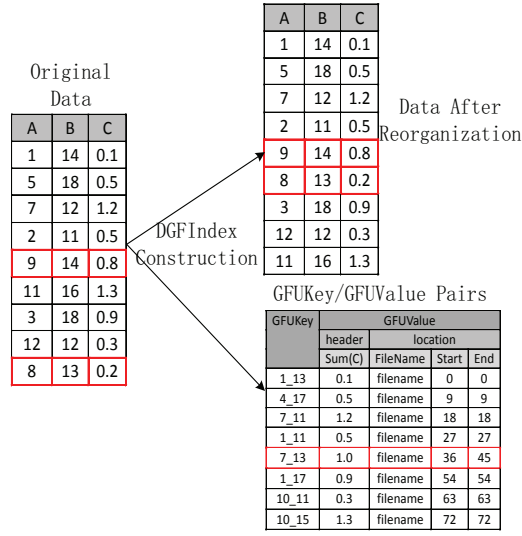 Original
Data
A B C
1 14 0.1
5 18 0.5
7 12 1.2
2 11 0.5
9 14 0.8
11 16 1.3
3 18 0.9
12 12 0.3
8 13 0.2
DGFIndex
Construction
A B C
1 14 0.1
5 18 0.5
7 12 1.2
2 11 0.5
9 14 0.8
8 13 0.2
3 18 0.9
12 12 0.3
11 16 1.3
Data After
Reorganization
GFUKey/GFUValue Pairs
GFUKey GFUValue
header location
Sum(C) FileName Start End
1_13 0.1 filename 0 0
4_17 0.5 filename 9 9
7_11 1.2 filename 18 18
1_11 0.5 filename 27 27
7_13 1.0 filename 36 45
1_17 0.9 filename 54 54
10_11 0.3 filename 63 63
10_15 1.3 filename 72 72